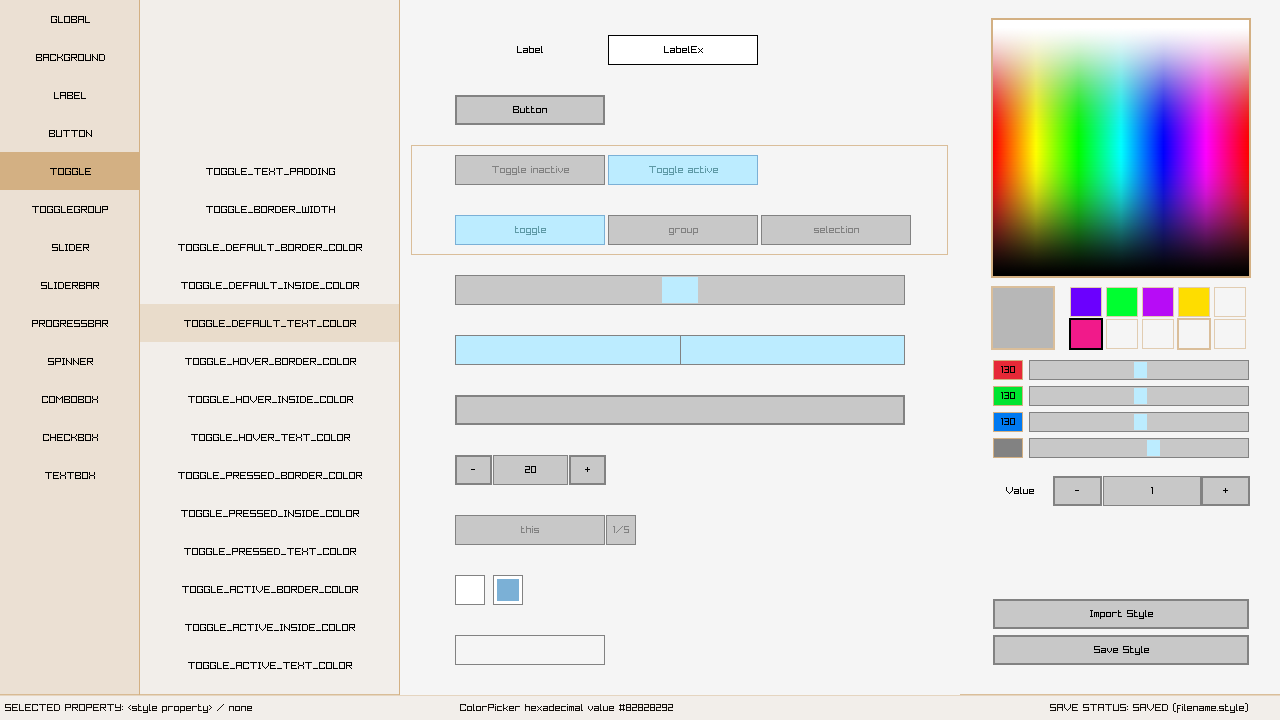 GLOBAL
BACKGROUND
LABEL
BUTTON
TOGGLE
TOGGLEGROUP
SLIDER
SLIDERBAR
PROGRESSBAR
SPINNER
COMBOBOX
CHECKBOX
TEXTBOX
TOGGLE_TEXT_PADDING
TOGGLE_BORDER_WIDTH
TOGGLE_DEFAULT_BORDER_COLOR
TOGGLE_DEFAULT_INSIDE_COLOR
TOGGLE_DEFAULT_TEXT_COLOR
TOGGLE_HOVER_BORDER_COLOR
TOGGLE_HOVER_INSIDE_COLOR
TOGGLE_HOVER_TEXT_COLOR
TOGGLE_PRESSED_BORDER_COLOR
TOGGLE_PRESSED_INSIDE_COLOR
TOGGLE_PRESSED_TEXT_COLOR
TOGGLE_ACTIVE_BORDER_COLOR
TOGGLE_ACTIVE_INSIDE_COLOR
TOGGLE_ACTIVE_TEXT_COLOR
Label LabelEx
Button
Toggle inactive Toggle active
toggle group selection
- 20 +
this 1/5
130
130
130
Value - 1 +
Import Style
Save Style
SELECTED PROPERTY: <style property> / none
ColorPicker hexadecimal value #82828292
SAVE STATUS: SAVED (filename.style)